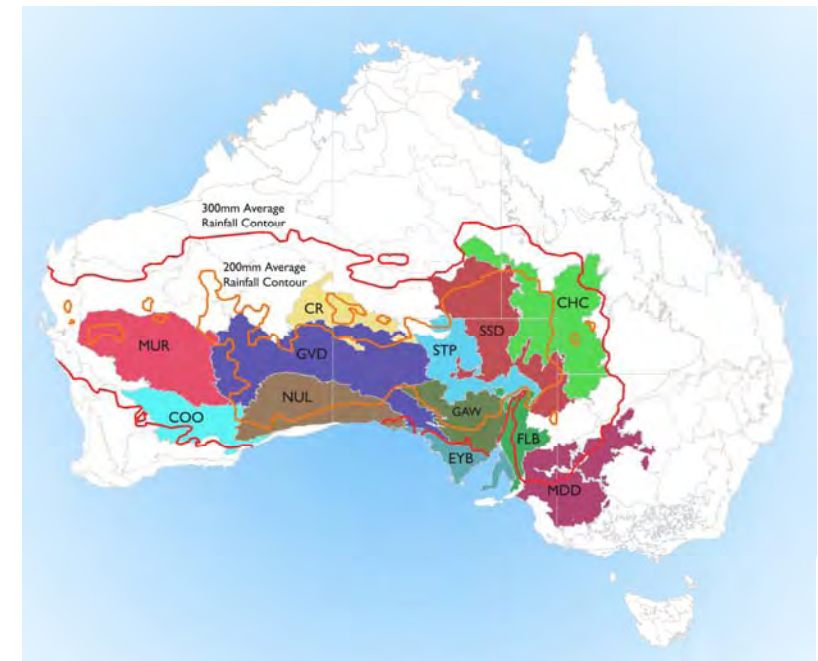 300mm Average
Rainfall Contour
200mm Average
Rainfall Contour
CR
CHC
SSD
MUR
STP
GVD
NUL
GAW
COO
FLB
EYB
MDD